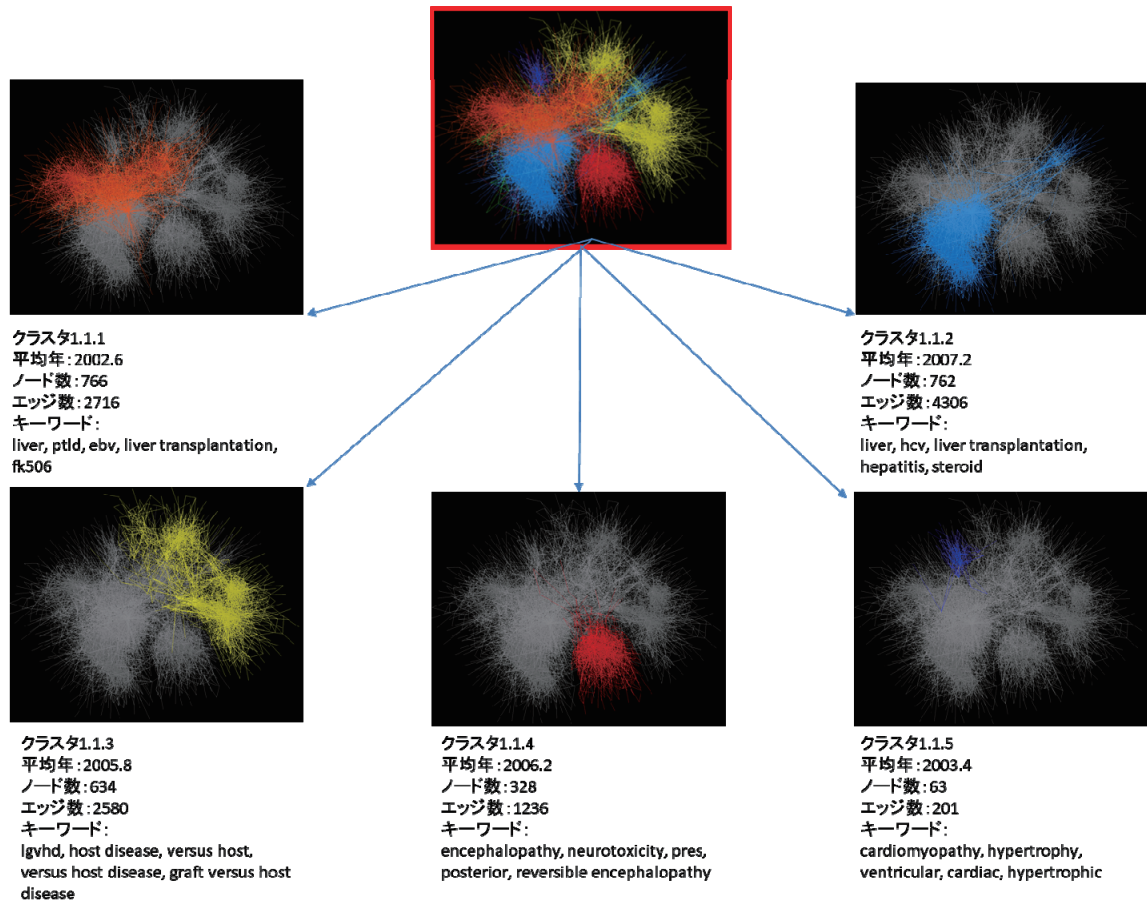 クラスタ1.1.1
平均年:2002.6
ノード数:766
エッジ数:2716
キーワード:
liver, ptld, ebv, liver transplantation,
fk506
クラスタ1.1.2
平均年:2007.2
ノード数:762
エッジ数:4306
キーワード:
liver, hcv, liver transplantation,
hepatitis, steroid
クラスタ1.1.3
平均年:2005.8
ノード数:634
エッジ数:2580
キーワード:
lgvhd, host disease, versus host,
versus host disease, graft versus host
disease
クラスタ1.1.4
平均年:2006.2
ノード数:328
エッジ数:1236
キーワード:
encephalopathy, neurotoxicity, pres,
posterior, reversible encephalopathy
クラスタ1.1.5
平均年:2003.4
ノード数:63
エッジ数:201
キーワード:
cardiomyopathy, hypertrophy,
ventricular, cardiac, hypertrophic